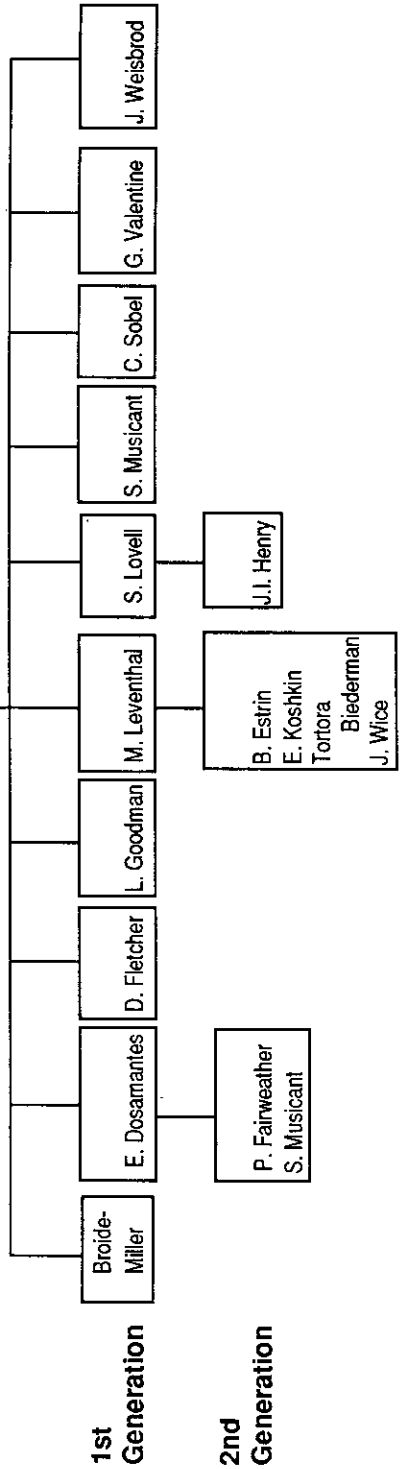 1st
Generation
Broide-
Miller
E. Dosamantes
D. Fletcher
L. Goodman
M. Leventhal
S. Lovell
S. Musicant
C. Sobel
G. Valentine
J. Weisbrod
2nd
Generation
P. Fairweather
S. Musicant
B. Estrin
E. Koshkin
Tortora
Biederman
J. Wice
J.I. Henry